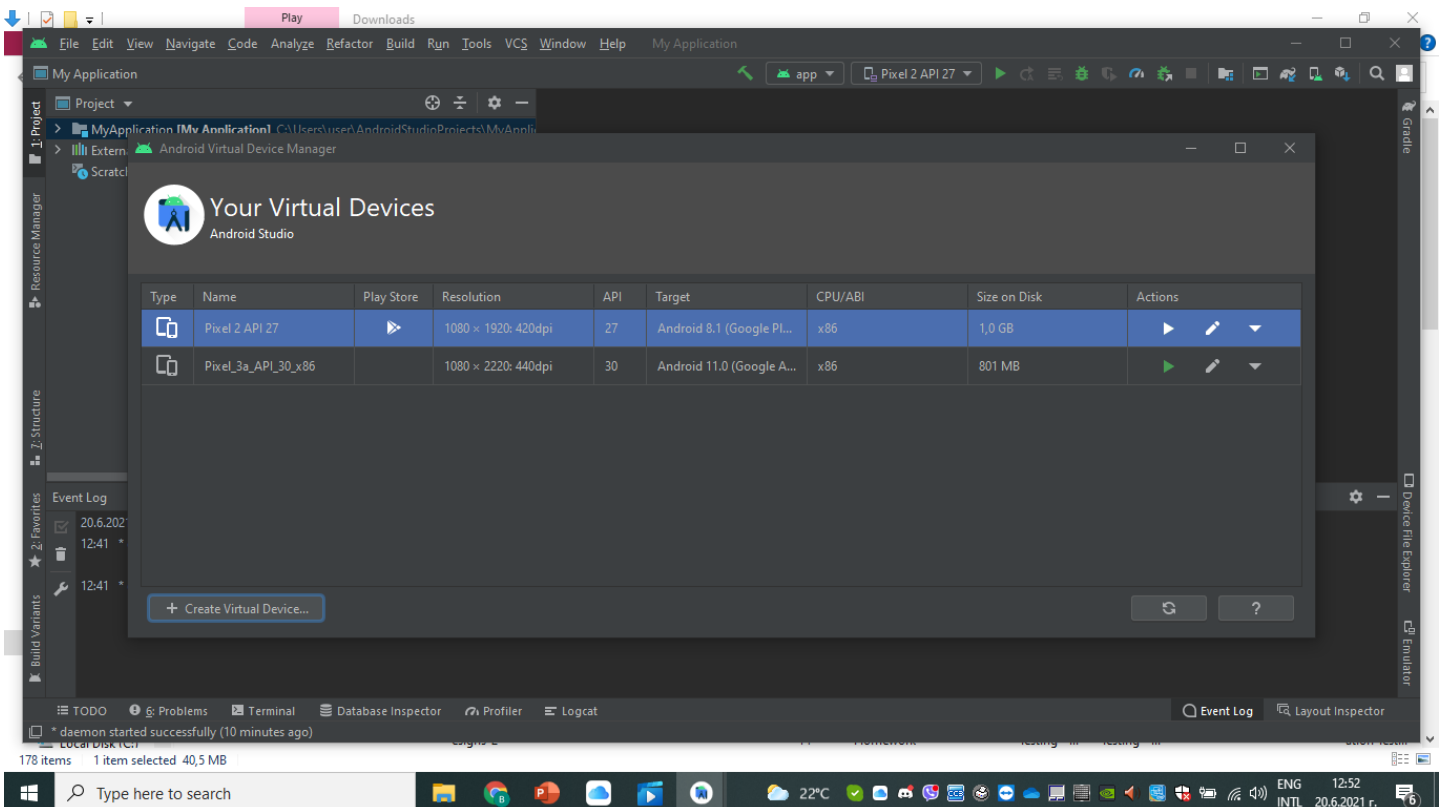 Play Downloads
File Edit View Navigate Code Analyze Refactor Build Run Tools VCS Window Help My Application
My Application app Pixel 2 API 27
Project
MyApplication [My Application] C:\Users\user\AndroidStudioProjects\MyAppli
Extern
Scratc
1: Project
Resource Manager
7: Structure
2: Favorites
Build Variants
Android Virtual Device Manager
Your Virtual Devices
Android Studio
Type Name Play Store Resolution API Target CPU/ABI Size on Disk Actions
Pixel 2 API 27 1080 × 1920: 420dpi 27 Android 8.1 (Google Pl... x86 1,0 GB
Pixel_3a_API_30_x86 1080 × 2220: 440dpi 30 Android 11.0 (Google A... x86 801 MB
+ Create Virtual Device... ?
Event Log
20.6.202
12:41 *
12:41 *
Gradle
Device File Explorer
Emulator
TODO 6: Problems Terminal Database Inspector Profiler Logcat Event Log Layout Inspector
* daemon started successfully (10 minutes ago)
178 items 1 item selected 40,5 MB
Type here to search 22°C ENG 12:52
INTL 20.6.2021 г.